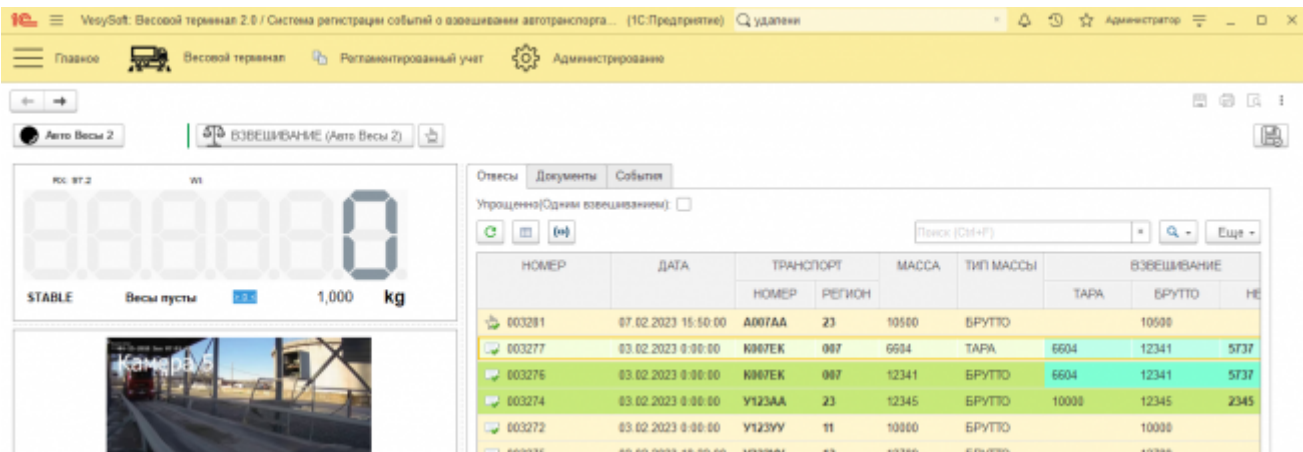 VesySoft: Весовой терминал 2.0 / Система регистрации событий о взвешивании автотранспорта... (1С:Предприятие) удалени Администратор
Главное Весовой терминал Регламентированный учет Администрирование
Авто Весы 2 ВЗВЕШИВАНИЕ (Авто Весы 2)
Отвесы Документы События
Упрощенно(Одним взвешиванием):
0
STABLE Весы пусты 1,000 kg
Камера
Поиск (Ctrl+F) Еще
НОМЕР ДАТА ТРАНСПОРТ МАССА ТИП МАССЫ ВЗВЕШИВАНИЕ
НОМЕР РЕГИОН ТАРА БРУТТО НЕ
003281 07.02.2023 15:50:00 А007АА 23 10500 БРУТТО 10500
003277 03.02.2023 0:00:00 К007ЕК 007 6604 ТАРА 6604 12341 5737
003276 03.02.2023 0:00:00 К007ЕК 007 12341 БРУТТО 6604 12341 5737
003274 03.02.2023 0:00:00 У123АА 23 12345 БРУТТО 10000 12345 2345
003272 03.02.2023 0:00:00 У123УУ 11 10000 БРУТТО 10000